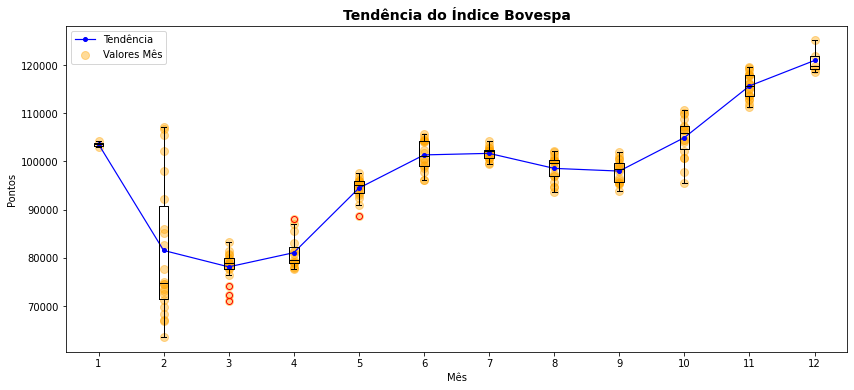 Tendência do Índice Bovespa
Tendência
Valores Mês
120000
110000
100000
90000
80000
70000
Pontos
1 2 3 4 5 6 7 8 9 10 11 12
Mês